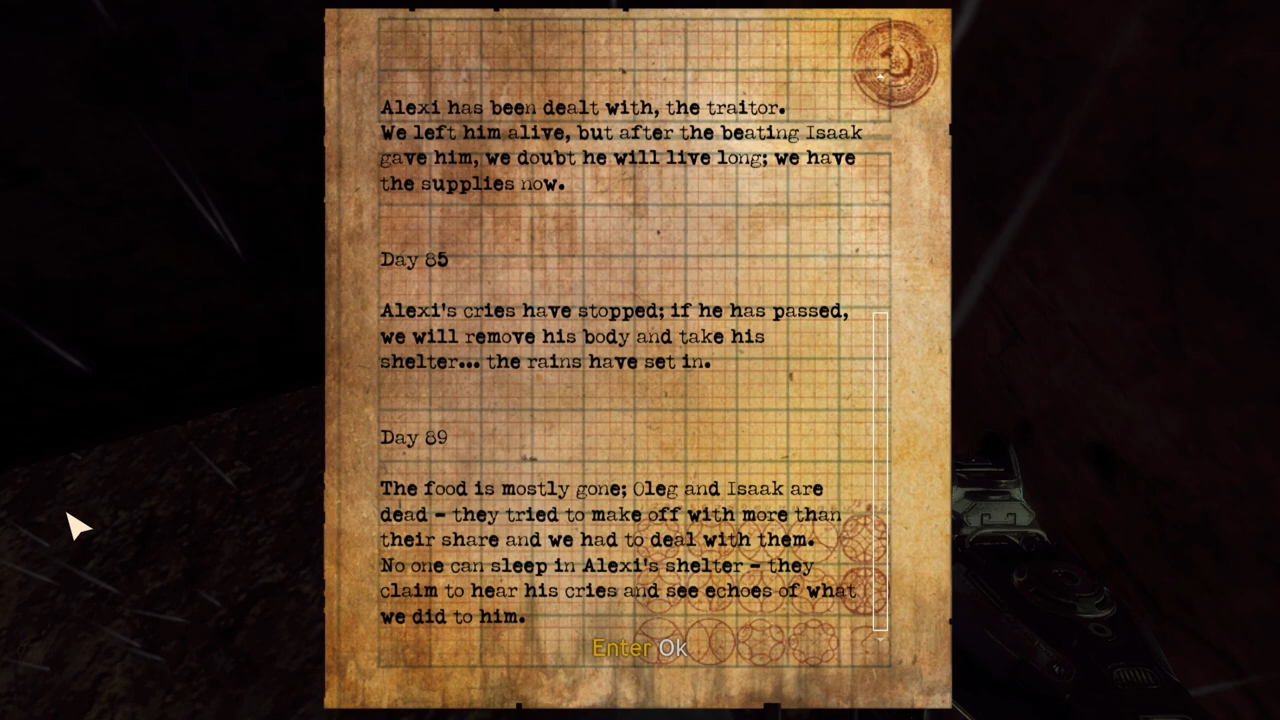 Alexi has been dealt with, the traitor.
We left him alive, but after the beating Isaak
gave him, we doubt he will live long; we have
the supplies now.
Day 85
Alexi's cries have stopped; if he has passed,
we will remove his body and take his
shelter... the rains have set in.
Day 89
The food is mostly gone; Oleg and Isaak are
dead - they tried to make off with more than
their share and we had to deal with them.
No one can sleep in Alexi's shelter - they
claim to hear his cries and see echoes of what
we did to him.
Enter Ok